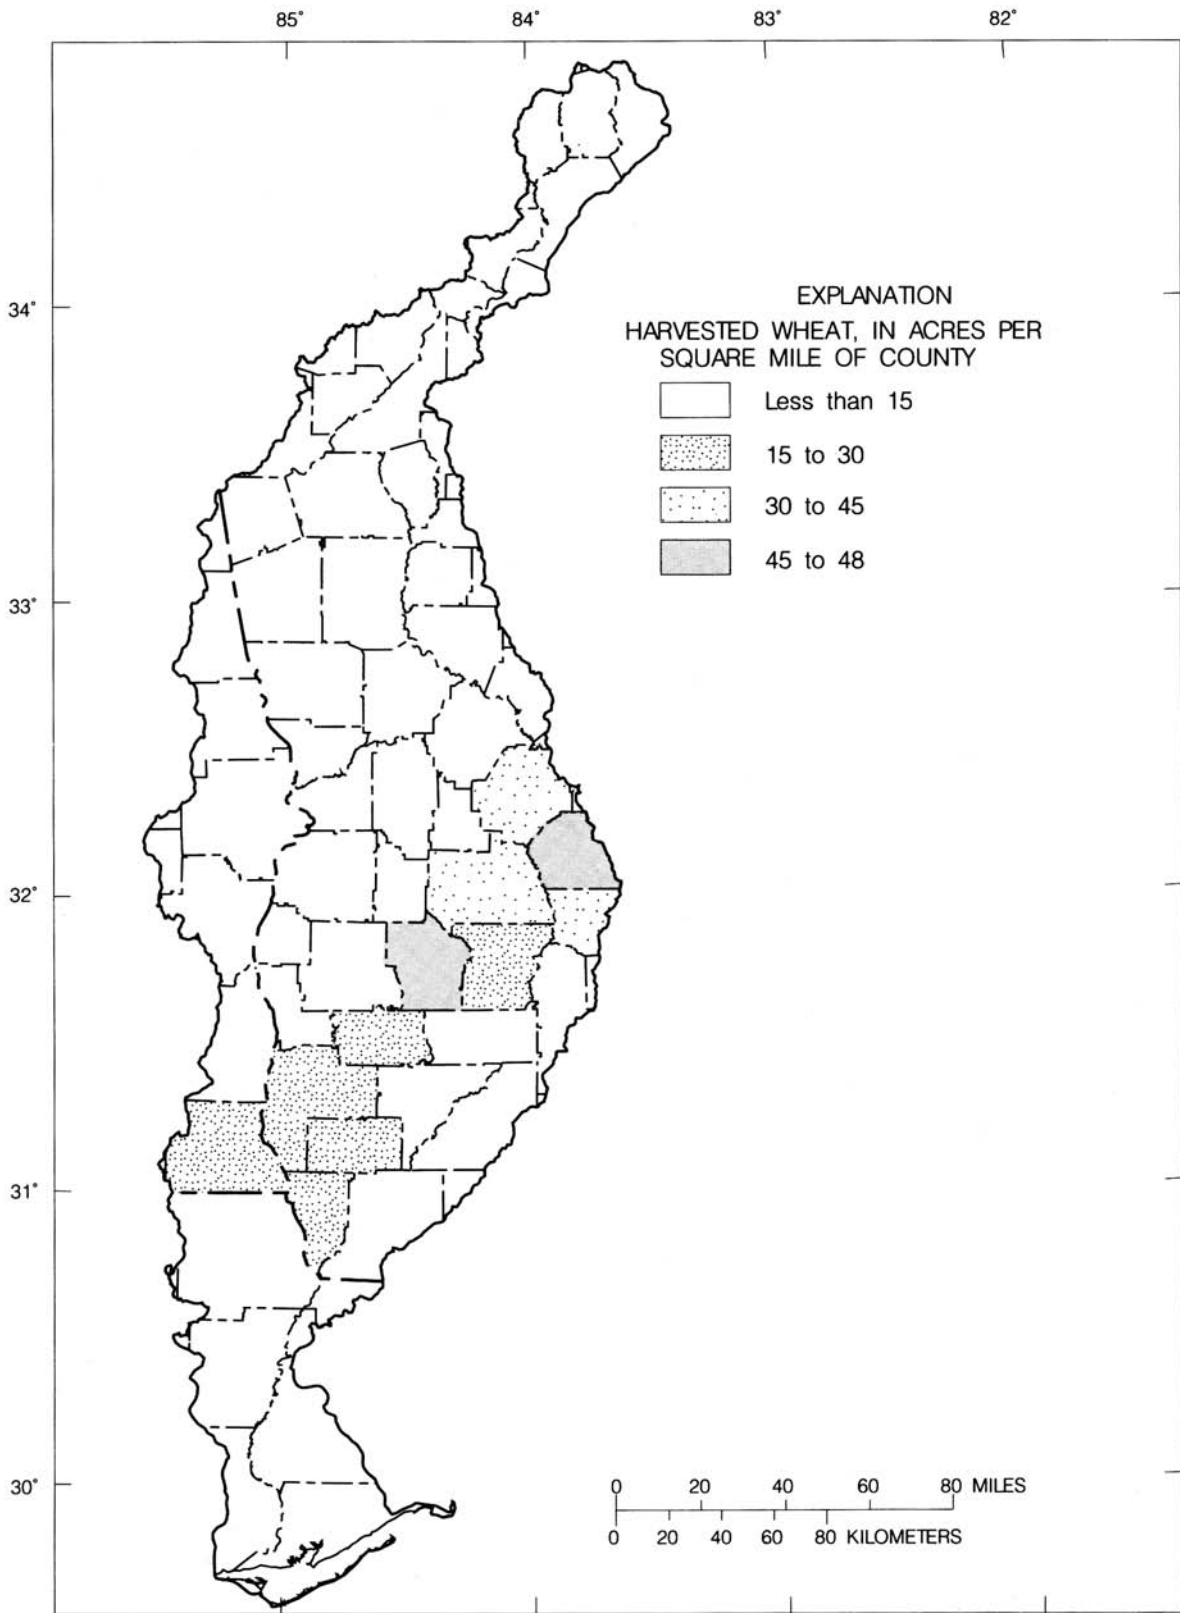 85° 84° 83° 82°
34°
33°
32°
31°
30°
EXPLANATION
HARVESTED WHEAT, IN ACRES PER
SQUARE MILE OF COUNTY
Less than 15
15 to 30
30 to 45
45 to 48
0 20 40 60 80 MILES
0 20 40 60 80 KILOMETERS